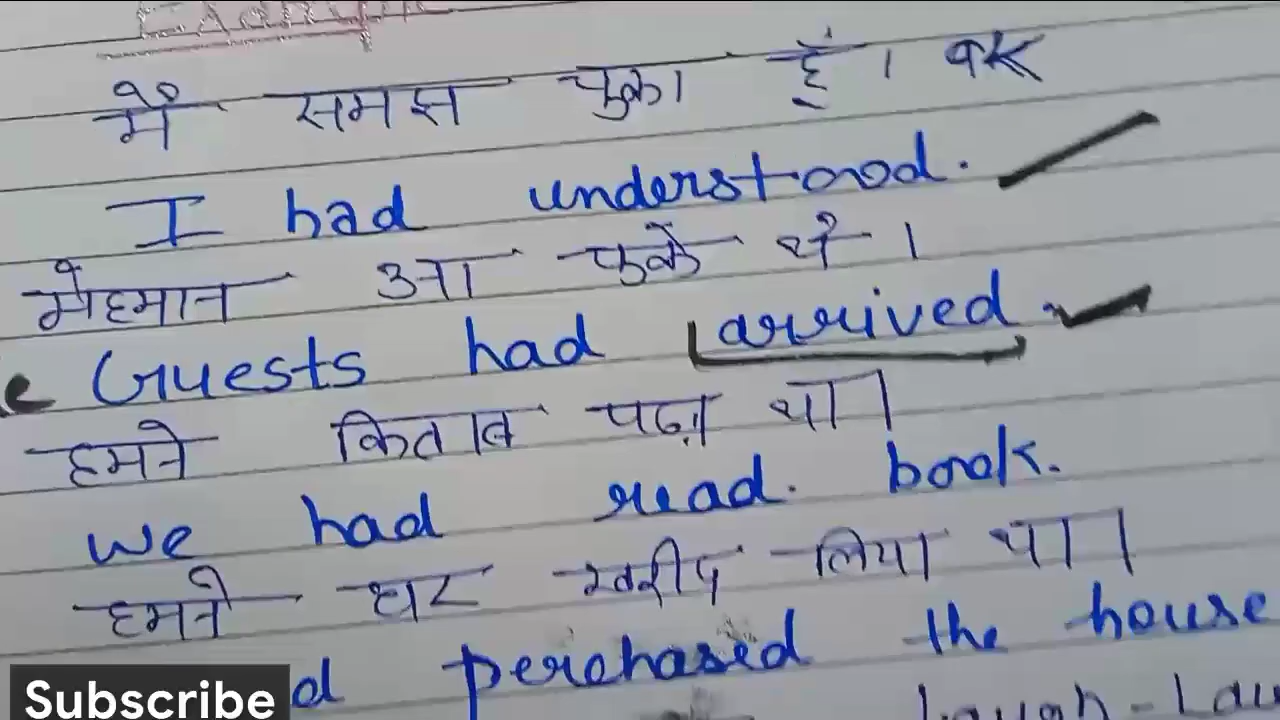 मैं समझ चुका हूं ।
I had understood.
मेहमान आ चुके थे ।
Guests had arrived
हमने किताब पढ़ा था ।
we had read. book.
हमने घर खरीद लिया था ।
d perchased the house
Subscribe